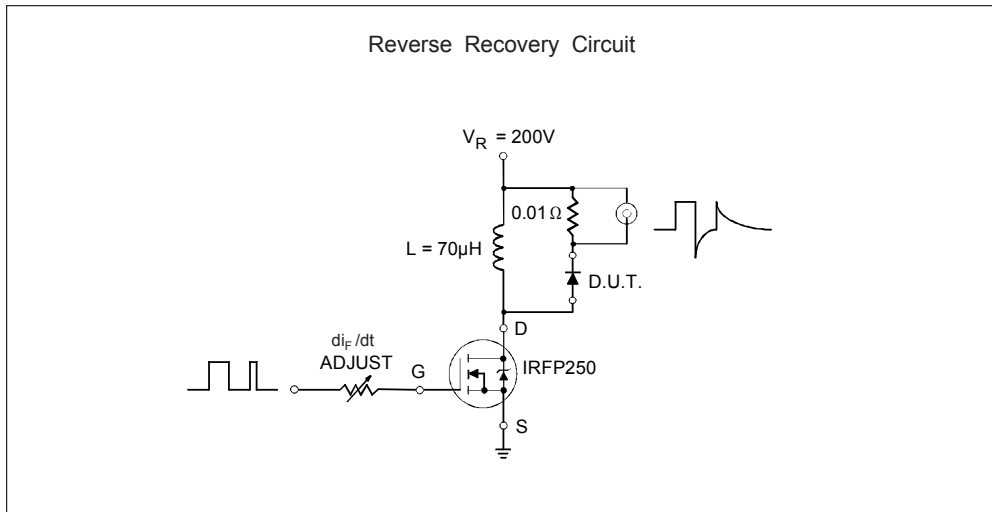 Reverse Recovery Circuit
V_R = 200V
0.01 Ω
L = 70µH
D.U.T.
D
di_F/dt
ADJUST
G
IRFP250
S